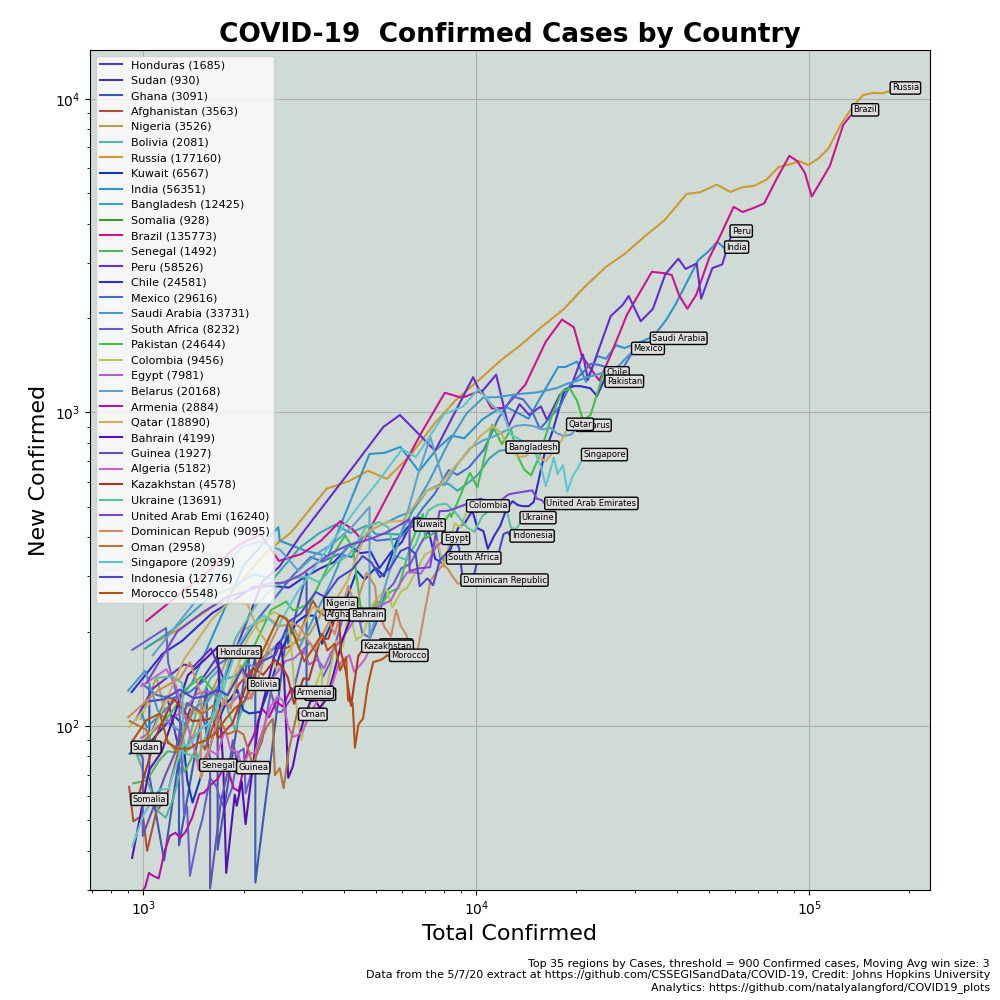 COVID-19  Confirmed Cases by Country
Honduras (1685)
Sudan (930)
Ghana (3091)
Afghanistan (3563)
Nigeria (3526)
Bolivia (2081)
Russia (177160)
Kuwait (6567)
India (56351)
Bangladesh (12425)
Somalia (928)
Brazil (135773)
Senegal (1492)
Peru (58526)
Chile (24581)
Mexico (29616)
Saudi Arabia (33731)
South Africa (8232)
Pakistan (24644)
Colombia (9456)
Egypt (7981)
Belarus (20168)
Armenia (2884)
Qatar (18890)
Bahrain (4199)
Guinea (1927)
Algeria (5182)
Kazakhstan (4578)
Ukraine (13691)
United Arab Emi (16240)
Dominican Repub (9095)
Oman (2958)
Singapore (20939)
Indonesia (12776)
Morocco (5548)
Russia
Brazil
Peru
India
Saudi Arabia
Mexico
Chile
Pakistan
Qatar
Bangladesh
Singapore
United Arab Emirates
Colombia
Ukraine
Kuwait
Indonesia
Egypt
South Africa
Dominican Republic
Nigeria
Bahrain
Kazakhstan
Morocco
Honduras
Bolivia
Armenia
Oman
Sudan
Senegal
Guinea
Somalia
10⁴
10³
10²
New Confirmed
10³
10⁴
10⁵
Total Confirmed
Top 35 regions by Cases, threshold = 900 Confirmed cases, Moving Avg win size: 3
Data from the 5/7/20 extract at https://github.com/CSSEGISandData/COVID-19, Credit: Johns Hopkins University
Analytics: https://github.com/natalyalangford/COVID19_plots